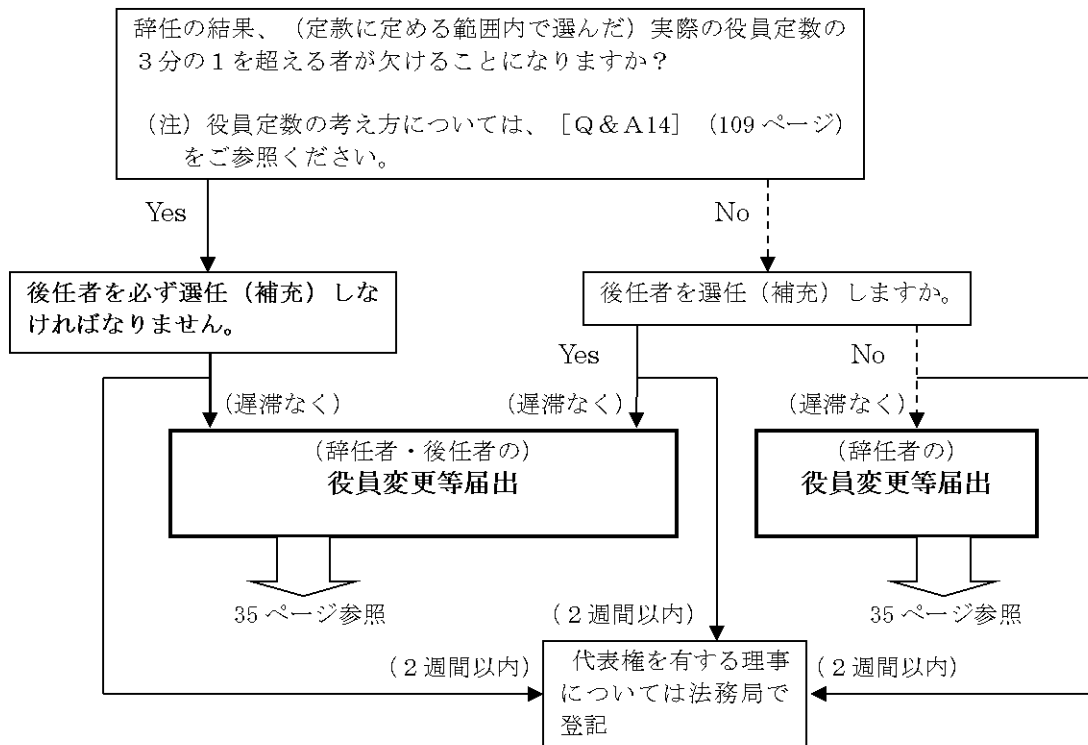 辞任の結果、（定款に定める範囲内で選んだ）実際の役員定数の
３分の１を超える者が欠けることになりますか？
（注）役員定数の考え方については、［Ｑ＆Ａ14］（109 ページ）
をご参照ください。
Yes
No
後任者を必ず選任（補充）しな
ければなりません。
後任者を選任（補充）しますか。
Yes
No
（遅滞なく）
（遅滞なく）
（遅滞なく）
（辞任者・後任者の）
役員変更等届出
（辞任者の）
役員変更等届出
35 ページ参照
35 ページ参照
（２週間以内）
（２週間以内）
（２週間以内）
代表権を有する理事
については法務局で
登記